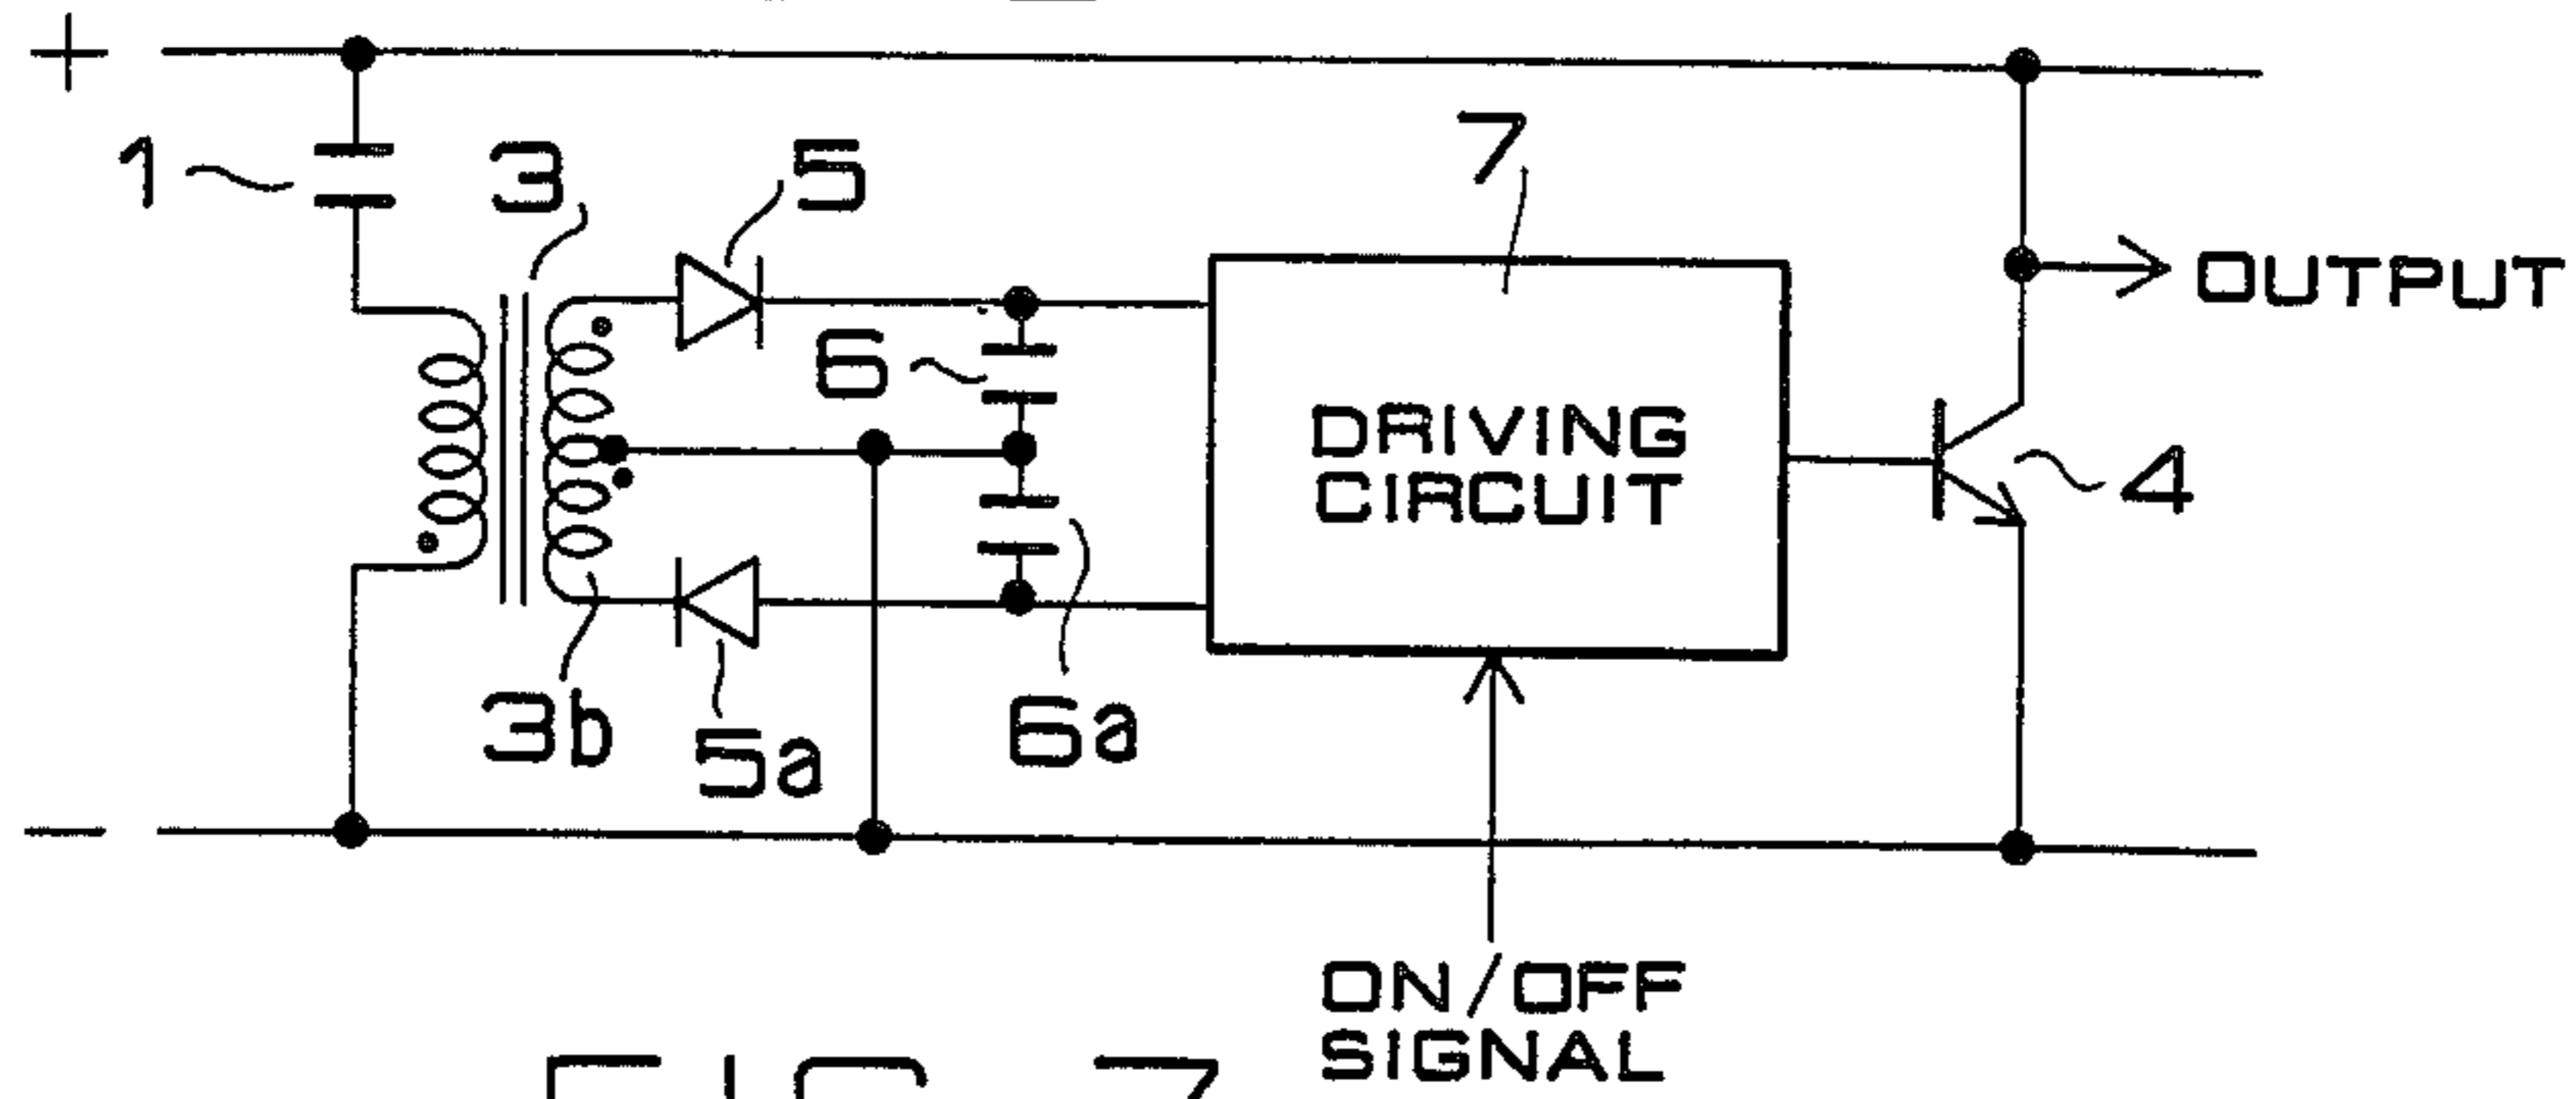 +
1
3
5
7
OUTPUT
6
DRIVING
CIRCUIT
4
3b
5a
6a
−
ON/OFF
SIGNAL